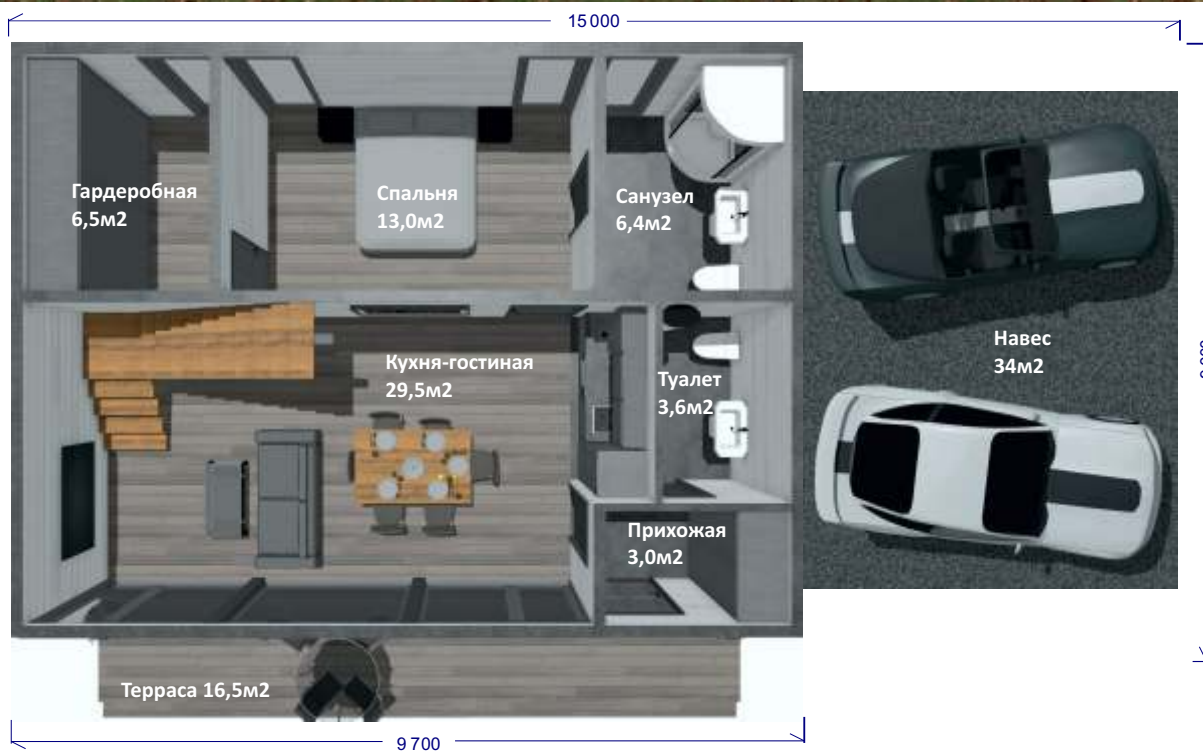 15 000
Гардеробная
6,5м2
Спальня
13,0м2
Санузел
6,4м2
Кухня-гостиная
29,5м2
Туалет
3,6м2
Навес
34м2
Прихожая
3,0м2
Терраса 16,5м2
9 700